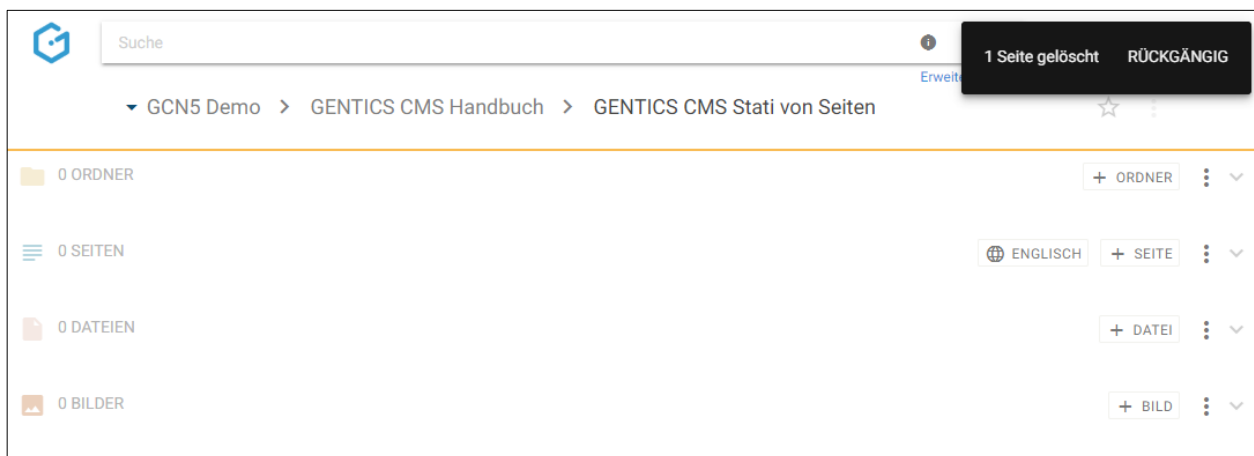 Suche
1 Seite gelöscht RÜCKGÄNGIG
GCN5 Demo > GENTICS CMS Handbuch > GENTICS CMS Stati von Seiten
0 ORDNER + ORDNER
0 SEITEN ENGLISCH + SEITE
0 DATEIEN + DATEI
0 BILDER + BILD